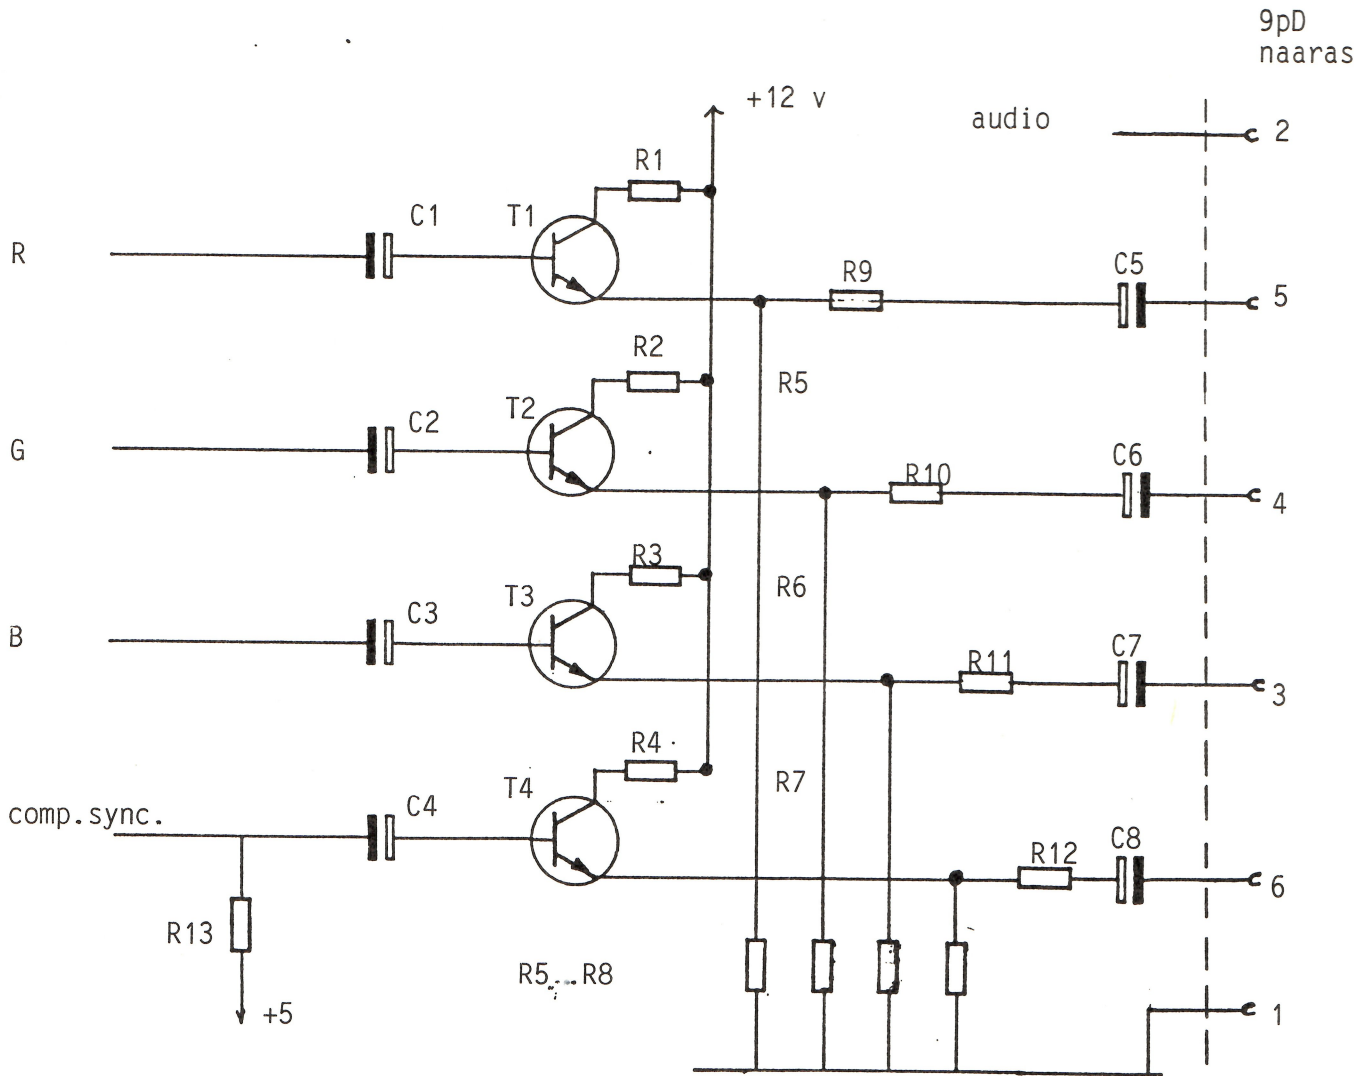 9pD
naaras
+12 v
audio
2
R1
C1
T1
R
R9
C5
5
R2
R5
C2
T2
G
R10
C6
4
R3
R6
C3
T3
B
R11
C7
3
R4
R7
C4
T4
comp.sync.
R12
C8
6
R13
R5...R8
+5
1